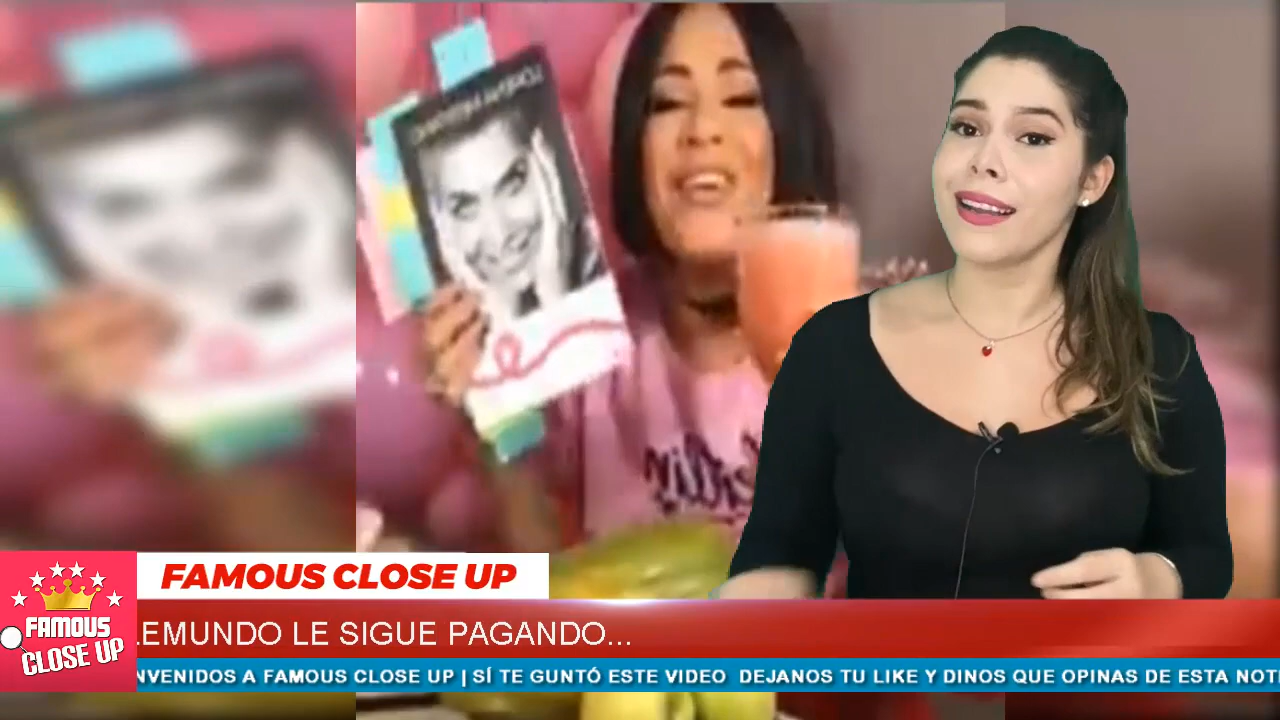 FAMOUS CLOSE UP
FAMOUS
CLOSE UP
LEMUNDO LE SIGUE PAGANDO...
NVENIDOS A FAMOUS CLOSE UP | SÍ TE GUNTÓ ESTE VIDEO DEJANOS TU LIKE Y DINOS QUE OPINAS DE ESTA NOTI